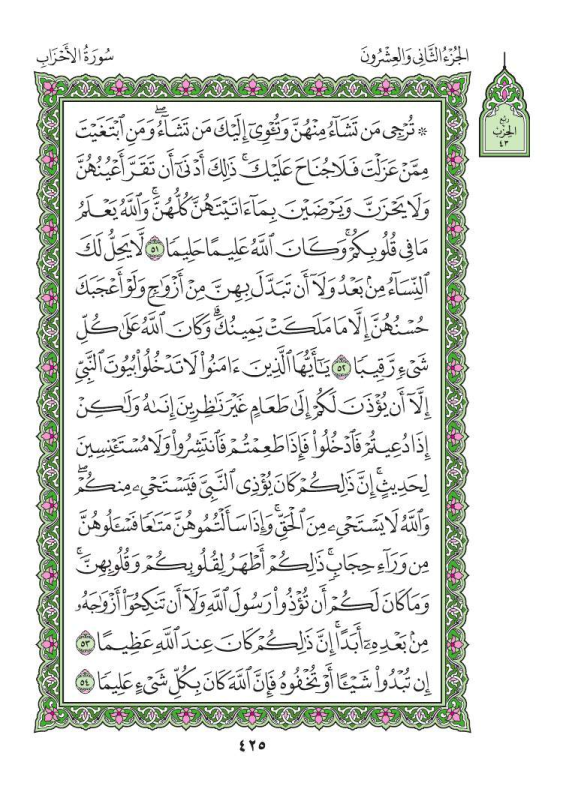 الجُزْءُ الثَّانِي وَالعِشْرُونَ
سُورَةُ الأَحْزَابِ
رُبْع
الحِزْب
٤٣
۞ تُرْجِى مَن تَشَآءُ مِنْهُنَّ وَتُـْٔوِىٓ إِلَيْكَ مَن تَشَآءُۖ وَمَنِ ٱبْتَغَيْتَ
مِمَّنْ عَزَلْتَ فَلَا جُنَاحَ عَلَيْكَۚ ذَٰلِكَ أَدْنَىٰٓ أَن تَقَرَّ أَعْيُنُهُنَّ
وَلَا يَحْزَنَّ وَيَرْضَيْنَ بِمَآ ءَاتَيْتَهُنَّ كُلُّهُنَّۚ وَٱللَّهُ يَعْلَمُ
مَا فِى قُلُوبِكُمْۚ وَكَانَ ٱللَّهُ عَلِيمًا حَلِيمًا ٥١ لَّا يَحِلُّ لَكَ
ٱلنِّسَآءُ مِنۢ بَعْدُ وَلَآ أَن تَبَدَّلَ بِهِنَّ مِنْ أَزْوَٰجٍ وَلَوْ أَعْجَبَكَ
حُسْنُهُنَّ إِلَّا مَا مَلَكَتْ يَمِينُكَۗ وَكَانَ ٱللَّهُ عَلَىٰ كُلِّ
شَىْءٍ رَّقِيبًا ٥٢ يَـٰٓأَيُّهَا ٱلَّذِينَ ءَامَنُوا۟ لَا تَدْخُلُوا۟ بُيُوتَ ٱلنَّبِىِّ
إِلَّآ أَن يُؤْذَنَ لَكُمْ إِلَىٰ طَعَامٍ غَيْرَ نَـٰظِرِينَ إِنَىٰهُ وَلَـٰكِنْ
إِذَا دُعِيتُمْ فَٱدْخُلُوا۟ فَإِذَا طَعِمْتُمْ فَٱنتَشِرُوا۟ وَلَا مُسْتَـْٔنِسِينَ
لِحَدِيثٍۚ إِنَّ ذَٰلِكُمْ كَانَ يُؤْذِى ٱلنَّبِىَّ فَيَسْتَحْىِۦ مِنكُمْۖ
وَٱللَّهُ لَا يَسْتَحْىِۦ مِنَ ٱلْحَقِّۚ وَإِذَا سَأَلْتُمُوهُنَّ مَتَـٰعًا فَسْـَٔلُوهُنَّ
مِن وَرَآءِ حِجَابٍۚ ذَٰلِكُمْ أَطْهَرُ لِقُلُوبِكُمْ وَقُلُوبِهِنَّۚ
وَمَا كَانَ لَكُمْ أَن تُؤْذُوا۟ رَسُولَ ٱللَّهِ وَلَآ أَن تَنكِحُوٓا۟ أَزْوَٰجَهُۥ
مِنۢ بَعْدِهِۦٓ أَبَدًاۚ إِنَّ ذَٰلِكُمْ كَانَ عِندَ ٱللَّهِ عَظِيمًا ٥٣
إِن تُبْدُوا۟ شَيْـًٔا أَوْ تُخْفُوهُ فَإِنَّ ٱللَّهَ كَانَ بِكُلِّ شَىْءٍ عَلِيمًا ٥٤
٤٢٥